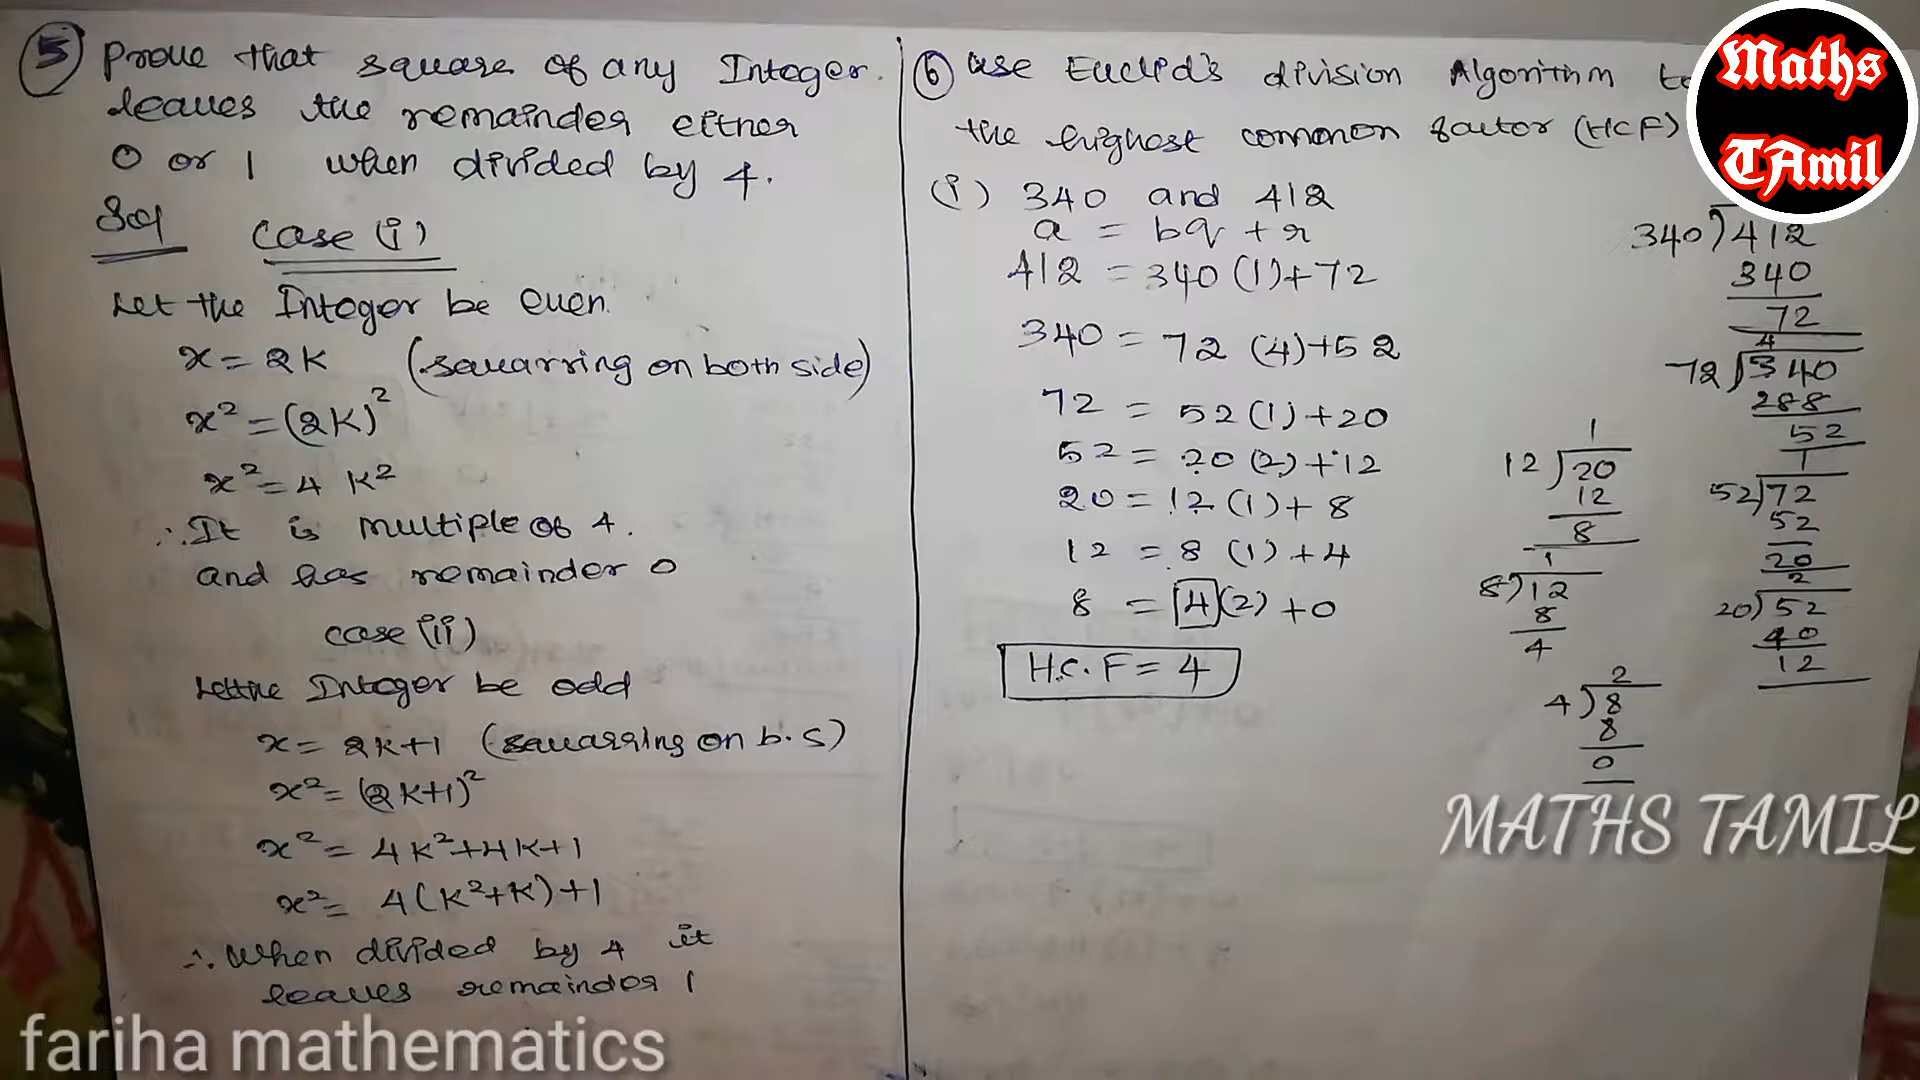 5 Prove that square of any Integer.
leaves the remainder either
0 or 1 when divided by 4.
Sol
case (i)
Let the Integer be even.
x = 2K (squarring on both side)
x² = (2K)²
x² = 4 K²
∴ It is multiple of 4.
and has remainder 0
case (ii)
Let the Integer be odd
x = 2K+1 (squarring on b.s)
x² = (2K+1)²
x² = 4K²+4K+1
x² = 4(K²+K)+1
∴ When divided by 4 it
leaves remainder 1
6 Use Euclid's division Algorithm
the highest common factor (HCF)
(i) 340 and 412
a = bq + r
412 = 340 (1) + 72
340 = 72 (4) + 52
72 = 52 (1) + 20
52 = 20 (2) + 12
20 = 12 (1) + 8
12 = 8 (1) + 4
8 = 4 (2) + 0
H.C.F = 4
340)412
340
72
4
72)340
288
52
1
52)72
52
20
2
20)52
40
12
1
12)20
12
8
1
8)12
8
4
2
4)8
8
0
Maths
TAmil
MATHS TAMIL
fariha mathematics